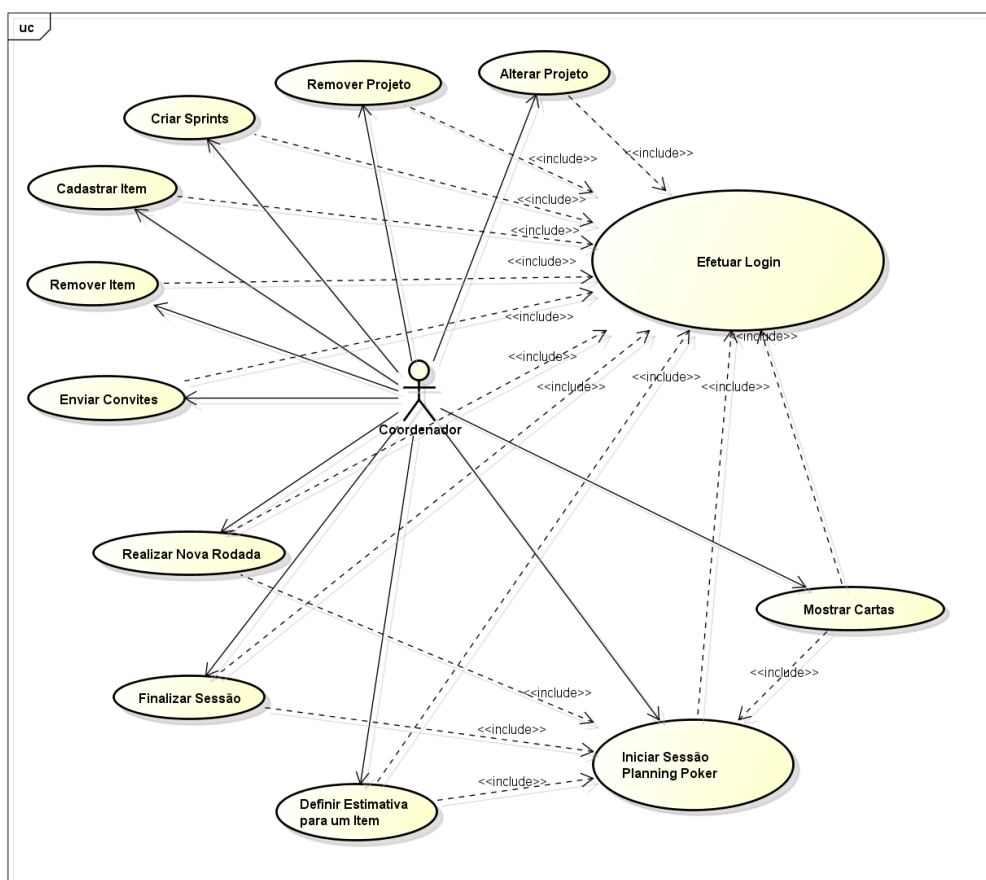 uc
Alterar Projeto
Remover Projeto
Criar Sprints
<<include>>
<<include>>
Cadastrar Item
<<include>>
<<include>>
Efetuar Login
<<include>>
Remover Item
<<include>>
<<include>>
<<include>>
<<include>>
<<include>>
<<include>>
Enviar Convites
Coordenador
Realizar Nova Rodada
Mostrar Cartas
<<include>>
<<include>>
Finalizar Sessão
<<include>>
Iniciar Sessão
Planning Poker
<<include>>
Definir Estimativa
para um Item